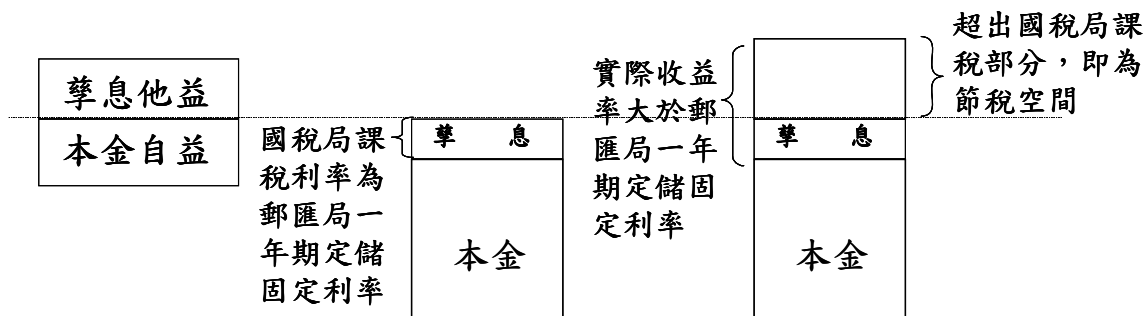 孳息他益
本金自益
國稅局課
稅利率為
郵匯局一
年期定儲
固定利率
孳 息
本金
實際收益
率大於郵
匯局一年
期定儲固
定利率
孳 息
本金
超出國稅局課
稅部分，即為
節稅空間